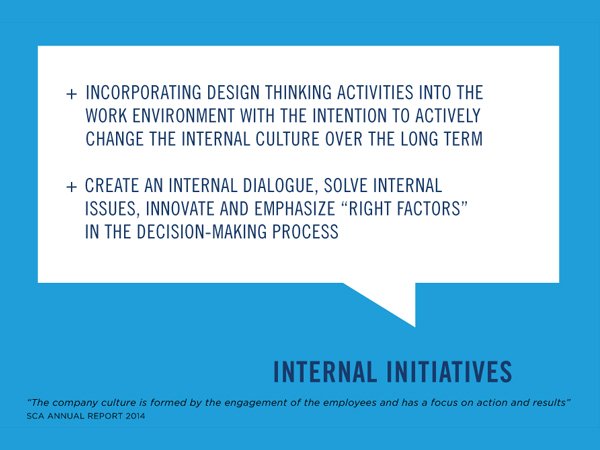 + INCORPORATING DESIGN THINKING ACTIVITIES INTO THE
WORK ENVIRONMENT WITH THE INTENTION TO ACTIVELY
CHANGE THE INTERNAL CULTURE OVER THE LONG TERM
+ CREATE AN INTERNAL DIALOGUE, SOLVE INTERNAL
ISSUES, INNOVATE AND EMPHASIZE “RIGHT FACTORS”
IN THE DECISION-MAKING PROCESS
INTERNAL INITIATIVES
“The company culture is formed by the engagement of the employees and has a focus on action and results”
SCA ANNUAL REPORT 2014